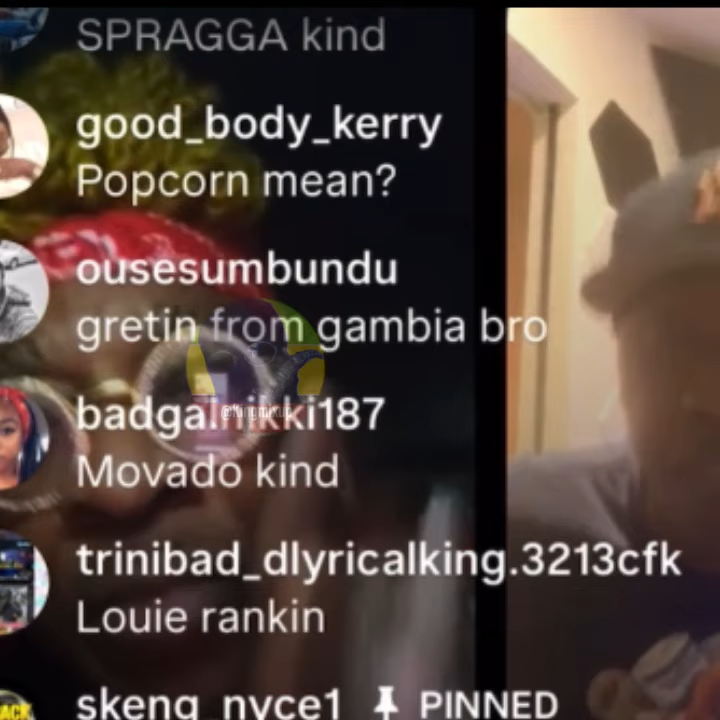 SPRAGGA kind
good_body_kerry
Popcorn mean?
ousesumbundu
gretin from gambia bro
badgalnikki187
@Kingmixup
Movado kind
trinibad_dlyricalking.3213cfk
Louie rankin
skeng_nyce1 PINNED